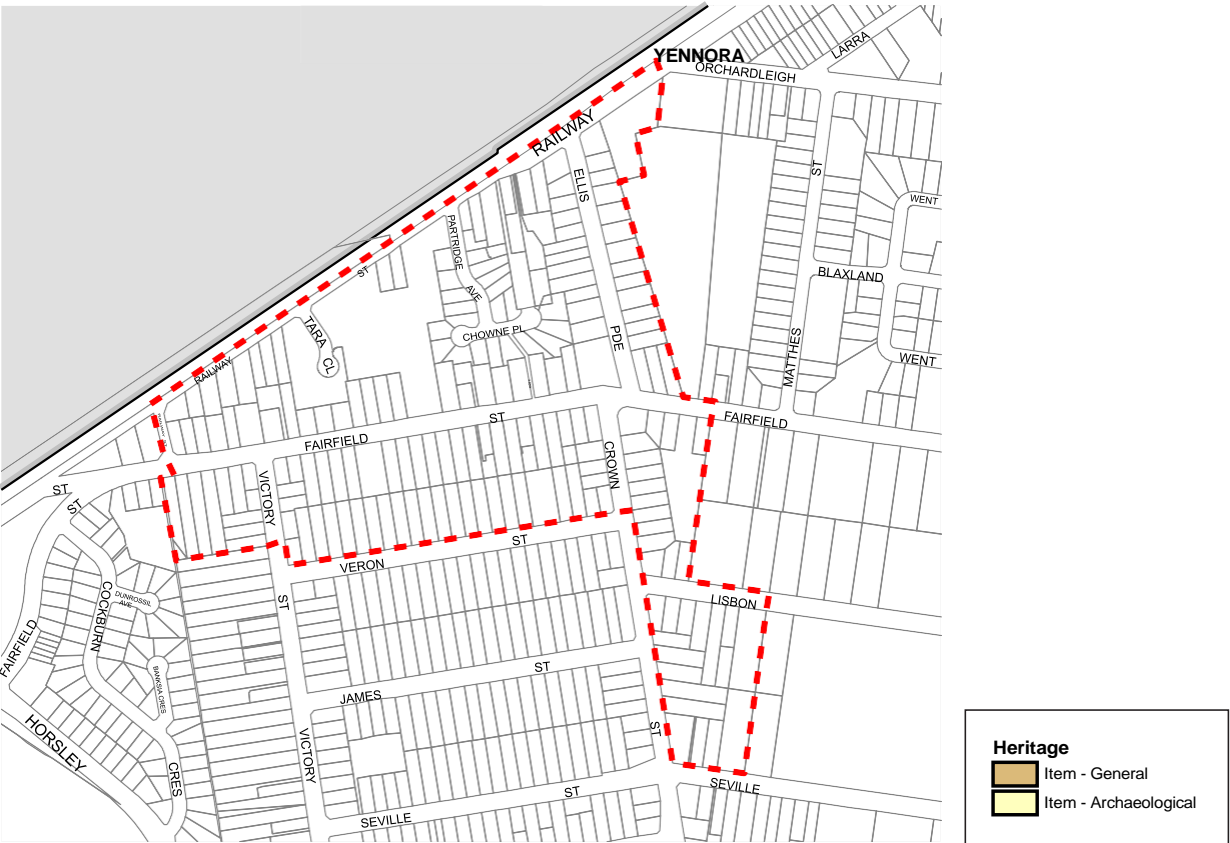 YENNORA
LARRA
ORCHARDLEIGH
RAILWAY
ELLIS
ST
WENT
PARTRIDGE
BLAXLAND
ST
AVE
TARA
CL
CHOWNE PL
PDE
MATTHES
WENT
RAILWAY
FAIRFIELD
ST
FAIRFIELD
CROWN
VICTORY
ST
ST
ST
VERON
DUNROSSIL
AVE
COCKBURN
ST
LISBON
FAIRFIELD
BANKSIA CRES
ST
JAMES
HORSLEY
VICTORY
ST
CRES
SEVILLE
ST
SEVILLE
Heritage
Item - General
Item - Archaeological